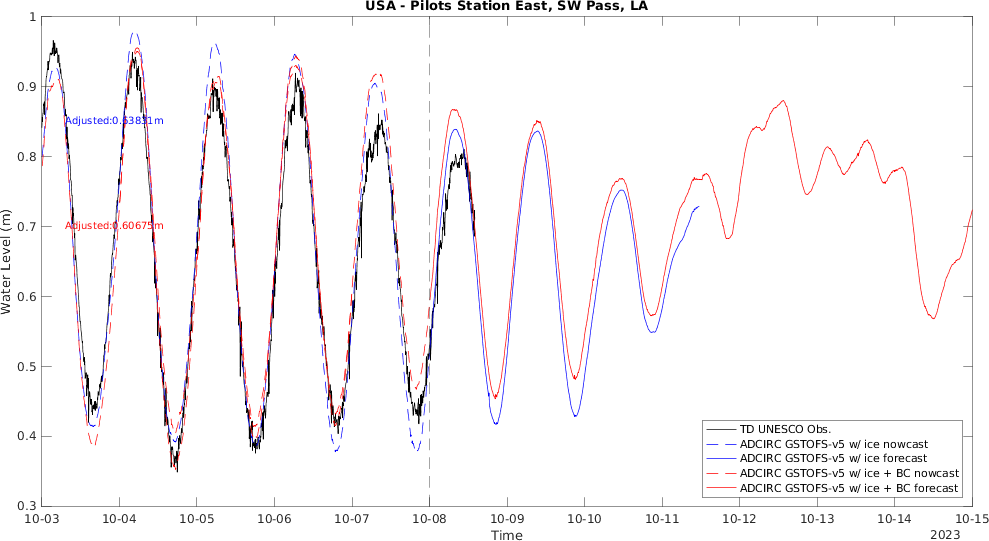 USA - Pilots Station East, SW Pass, LA
1
0.9
0.8
0.7
0.6
0.5
0.4
0.3
Water Level (m)
Adjusted:0.63831m
Adjusted:0.60675m
TD UNESCO Obs.
ADCIRC GSTOFS-v5 w/ ice nowcast
ADCIRC GSTOFS-v5 w/ ice forecast
ADCIRC GSTOFS-v5 w/ ice + BC nowcast
ADCIRC GSTOFS-v5 w/ ice + BC forecast
10-03 10-04 10-05 10-06 10-07 10-08 10-09 10-10 10-11 10-12 10-13 10-14 10-15
Time
2023